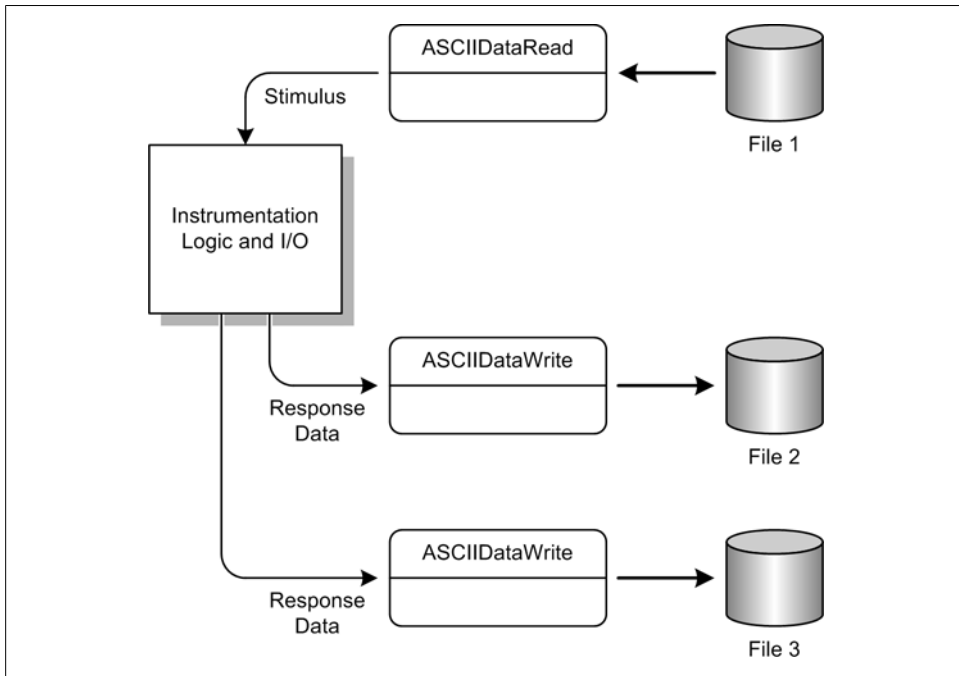 ASCIIDataRead
Stimulus
File 1
Instrumentation
Logic and I/O
ASCIIDataWrite
Response
Data
File 2
ASCIIDataWrite
Response
Data
File 3